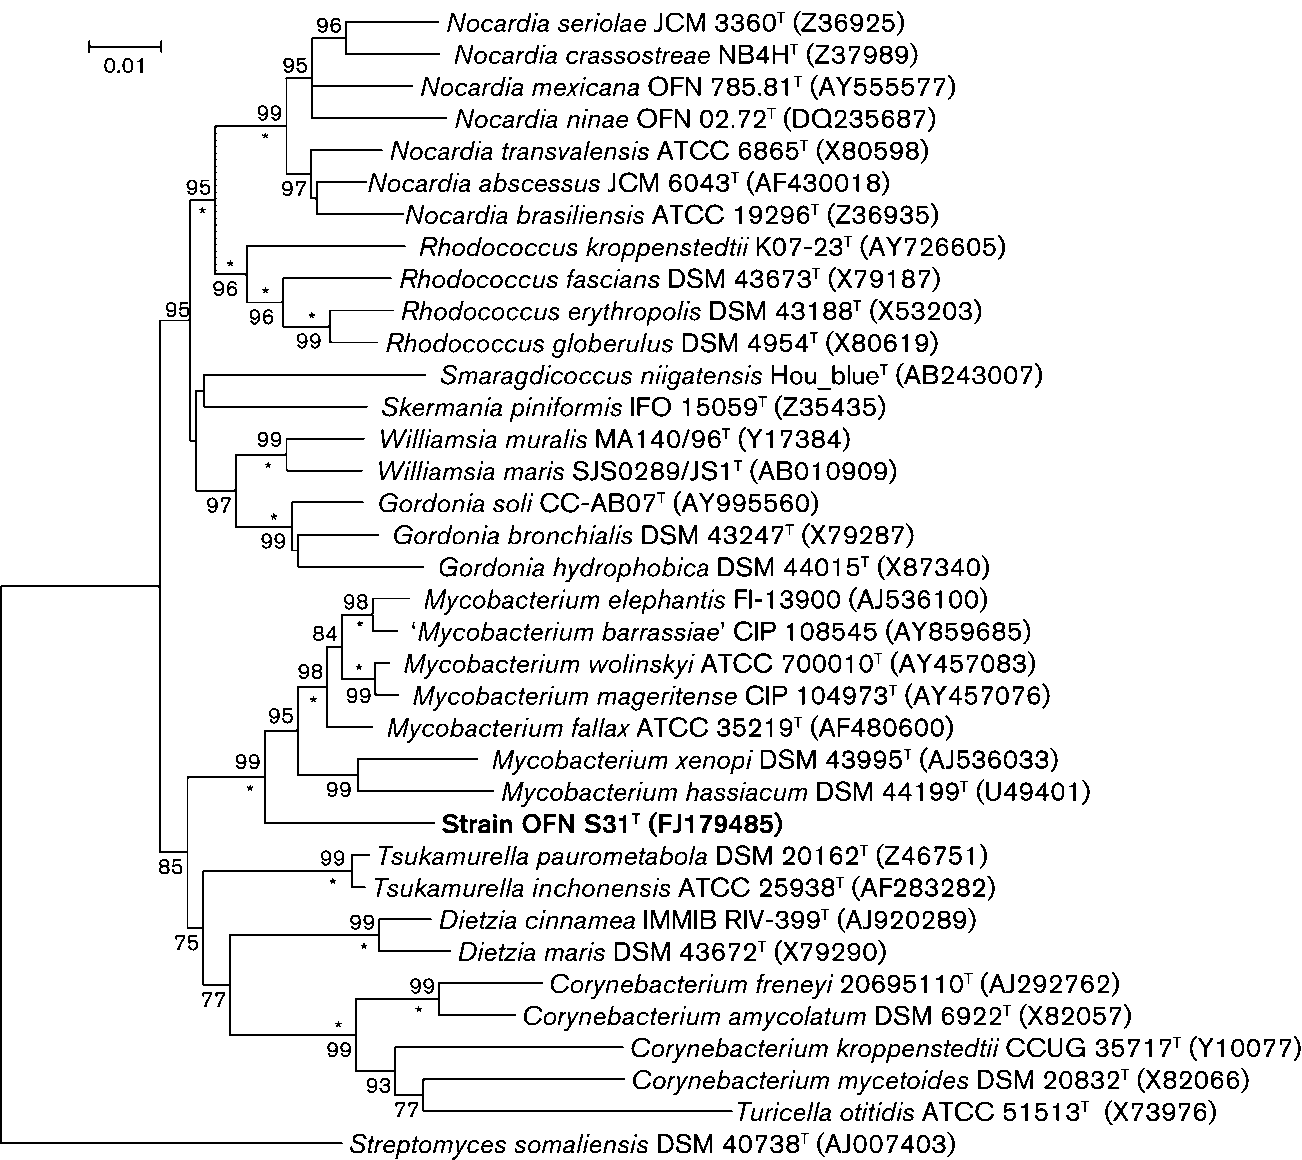 0.01
Nocardia seriolae JCM 3360ᵀ (Z36925)
96
Nocardia crassostreae NB4Hᵀ (Z37989)
95
Nocardia mexicana OFN 785.81ᵀ (AY555577)
99
*
Nocardia ninae OFN 02.72ᵀ (DQ235687)
Nocardia transvalensis ATCC 6865ᵀ (X80598)
97
Nocardia abscessus JCM 6043ᵀ (AF430018)
95
*
Nocardia brasiliensis ATCC 19296ᵀ (Z36935)
Rhodococcus kroppenstedtii K07-23ᵀ (AY726605)
*
96
Rhodococcus fascians DSM 43673ᵀ (X79187)
*
96
Rhodococcus erythropolis DSM 43188ᵀ (X53203)
95
*
99
Rhodococcus globerulus DSM 4954ᵀ (X80619)
Smaragdicoccus niigatensis Hou_blueᵀ (AB243007)
Skermania piniformis IFO 15059ᵀ (Z35435)
99
*
Williamsia muralis MA140/96ᵀ (Y17384)
Williamsia maris SJS0289/JS1ᵀ (AB010909)
97
Gordonia soli CC-AB07ᵀ (AY995560)
*
99
Gordonia bronchialis DSM 43247ᵀ (X79287)
Gordonia hydrophobica DSM 44015ᵀ (X87340)
98
*
Mycobacterium elephantis FI-13900 (AJ536100)
84
‘Mycobacterium barrassiae’ CIP 108545 (AY859685)
98
*
*
99
Mycobacterium wolinskyi ATCC 700010ᵀ (AY457083)
Mycobacterium mageritense CIP 104973ᵀ (AY457076)
95
Mycobacterium fallax ATCC 35219ᵀ (AF480600)
99
*
Mycobacterium xenopi DSM 43995ᵀ (AJ536033)
99
Mycobacterium hassiacum DSM 44199ᵀ (U49401)
Strain OFN S31ᵀ (FJ179485)
85
99
*
Tsukamurella paurometabola DSM 20162ᵀ (Z46751)
Tsukamurella inchonensis ATCC 25938ᵀ (AF283282)
75
99
*
Dietzia cinnamea IMMIB RIV-399ᵀ (AJ920289)
Dietzia maris DSM 43672ᵀ (X79290)
77
99
*
Corynebacterium freneyi 20695110ᵀ (AJ292762)
Corynebacterium amycolatum DSM 6922ᵀ (X82057)
*
99
Corynebacterium kroppenstedtii CCUG 35717ᵀ (Y10077)
93
Corynebacterium mycetoides DSM 20832ᵀ (X82066)
77
Turicella otitidis ATCC 51513ᵀ (X73976)
Streptomyces somaliensis DSM 40738ᵀ (AJ007403)